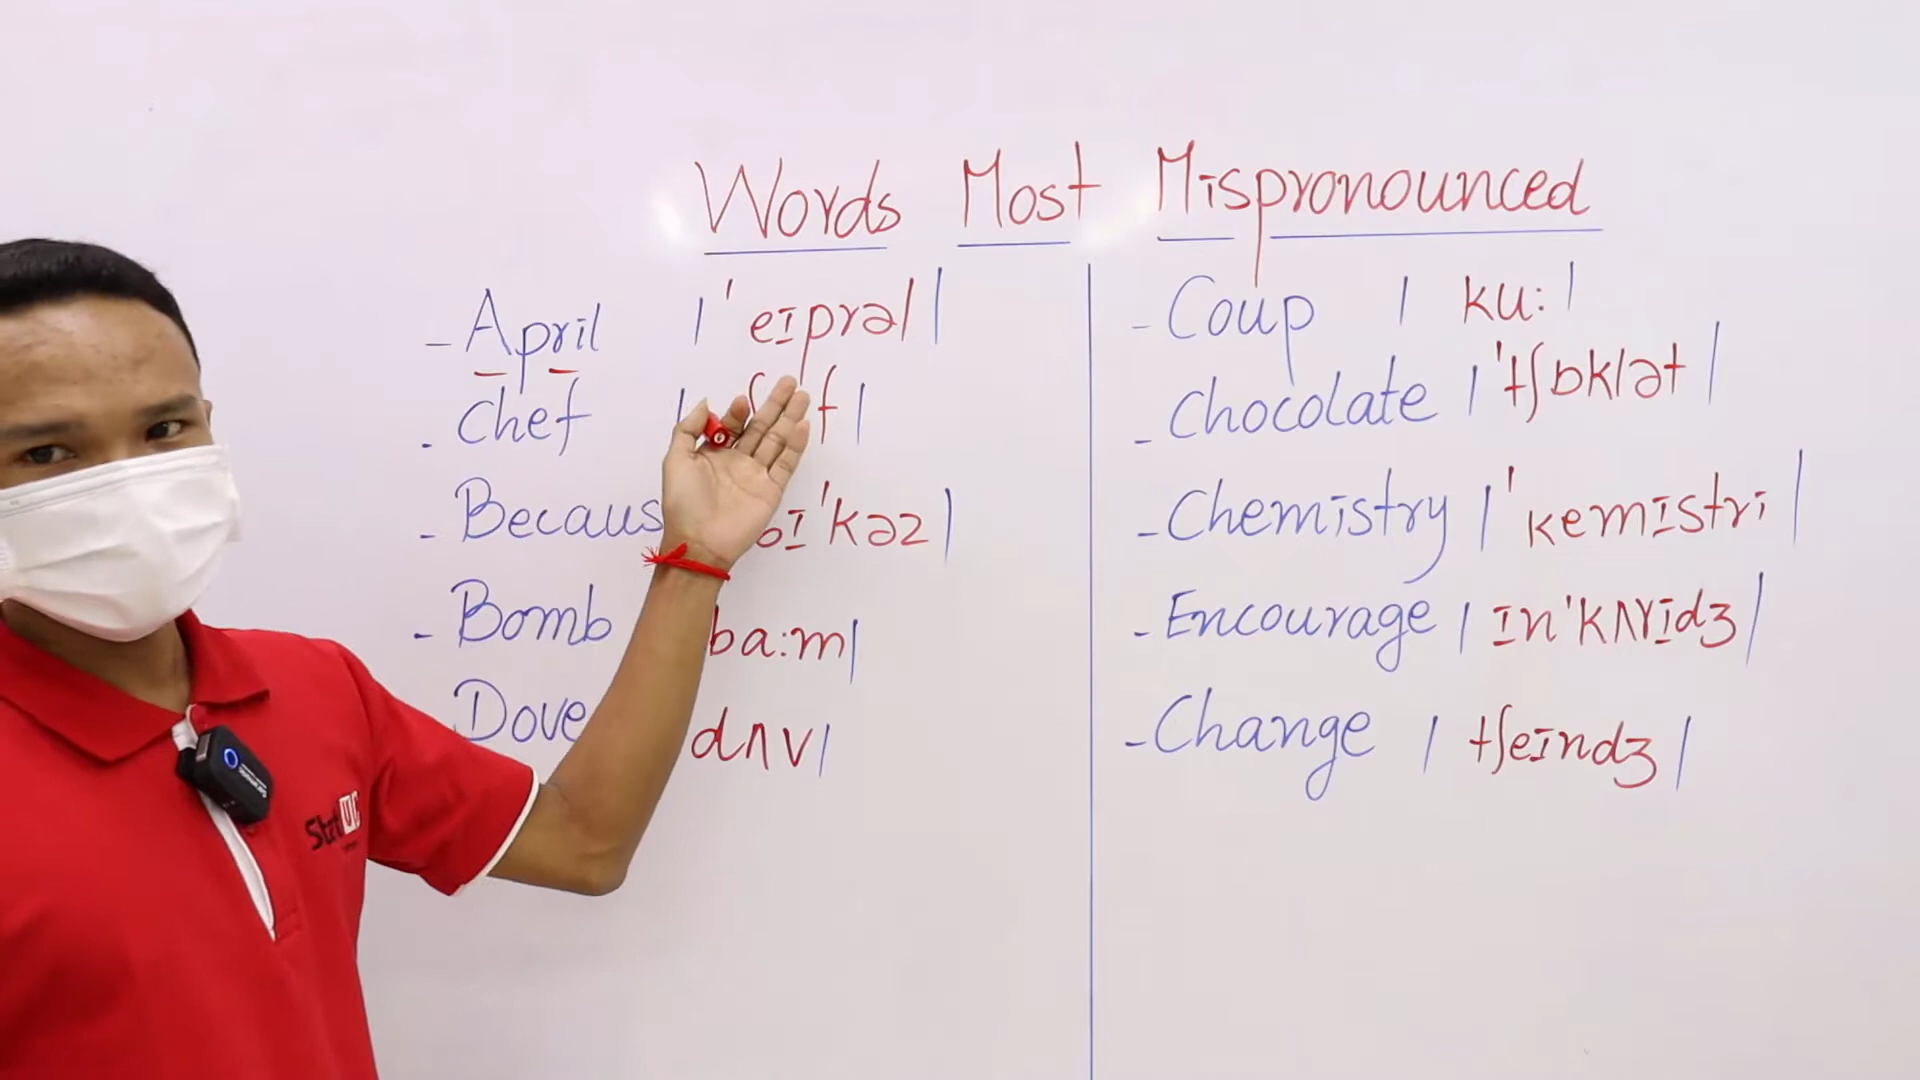 Words Most Mispronounced
- April | ˈeɪprəl |
- Chef | ʃ f |
- Becaus bɪˈkəz |
- Bomb ba:m |
- Dove dʌv |
- Coup | ku: |
- Chocolate | ˈtʃɒklət |
- Chemistry | ˈkemɪstri |
- Encourage | ɪnˈkʌrɪdʒ |
- Change | tʃeɪndʒ |